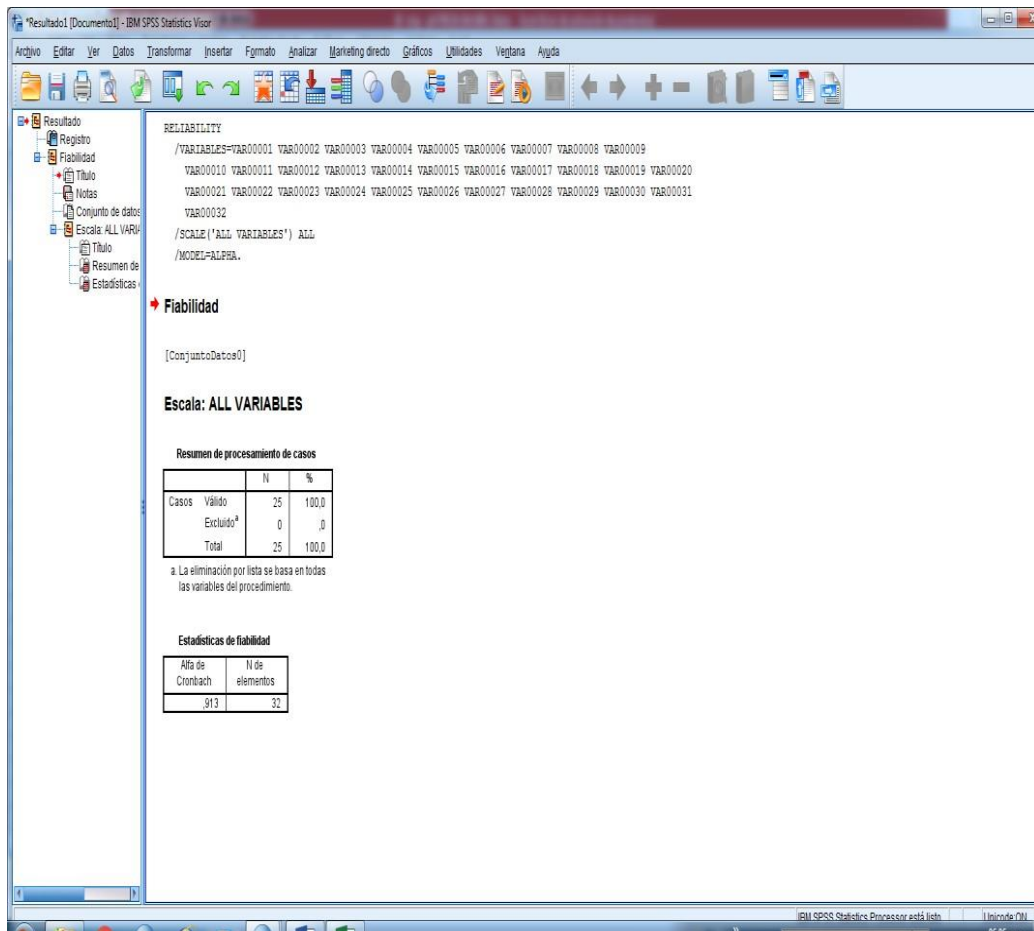 *Resultado1 [Documento1] - IBM SPSS Statistics Visor
Archivo Editar Ver Datos Transformar Insertar Formato Analizar Marketing directo Gráficos Utilidades Ventana Ayuda
Resultado
Registro
Fiabilidad
Título
Notas
Conjunto de datos
Escala: ALL VARIA
Título
Resumen de
Estadísticas
RELIABILITY
/VARIABLES=VAR00001 VAR00002 VAR00003 VAR00004 VAR00005 VAR00006 VAR00007 VAR00008 VAR00009
VAR00010 VAR00011 VAR00012 VAR00013 VAR00014 VAR00015 VAR00016 VAR00017 VAR00018 VAR00019 VAR00020
VAR00021 VAR00022 VAR00023 VAR00024 VAR00025 VAR00026 VAR00027 VAR00028 VAR00029 VAR00030 VAR00031
VAR00032
/SCALE('ALL VARIABLES') ALL
/MODEL=ALPHA.
Fiabilidad
[ConjuntoDatos0]
Escala: ALL VARIABLES
Resumen de procesamiento de casos
N %
Casos Válido 25 100,0
Excluido^a 0 ,0
Total 25 100,0
a. La eliminación por lista se basa en todas
las variables del procedimiento.
Estadísticas de fiabilidad
Alfa de N de
Cronbach elementos
,913 32
IBM SPSS Statistics Processor está listo Unicode:ON